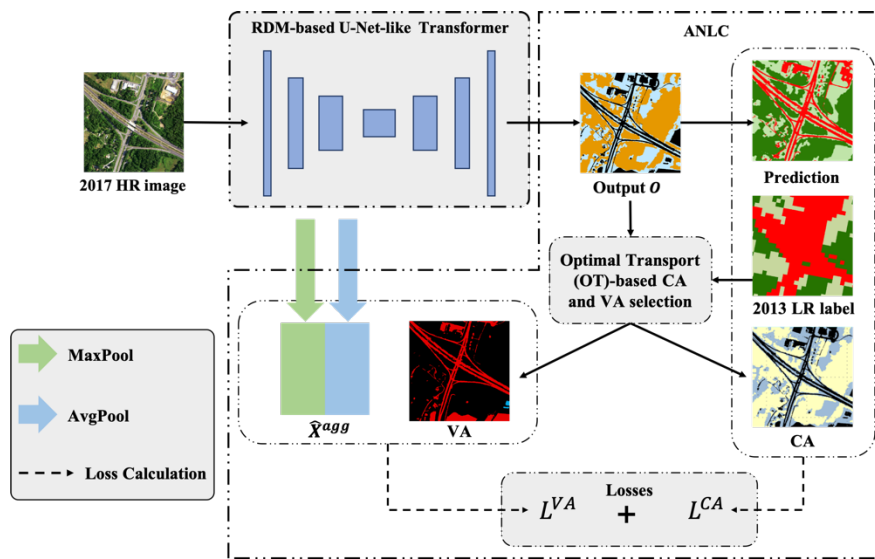 RDM-based U-Net-like Transformer
ANLC
2017 HR image
Output O
Prediction
Optimal Transport
(OT)-based CA
and VA selection
2013 LR label
MaxPool
AvgPool
Loss Calculation
X̂^agg
VA
CA
Losses
L^VA + L^CA